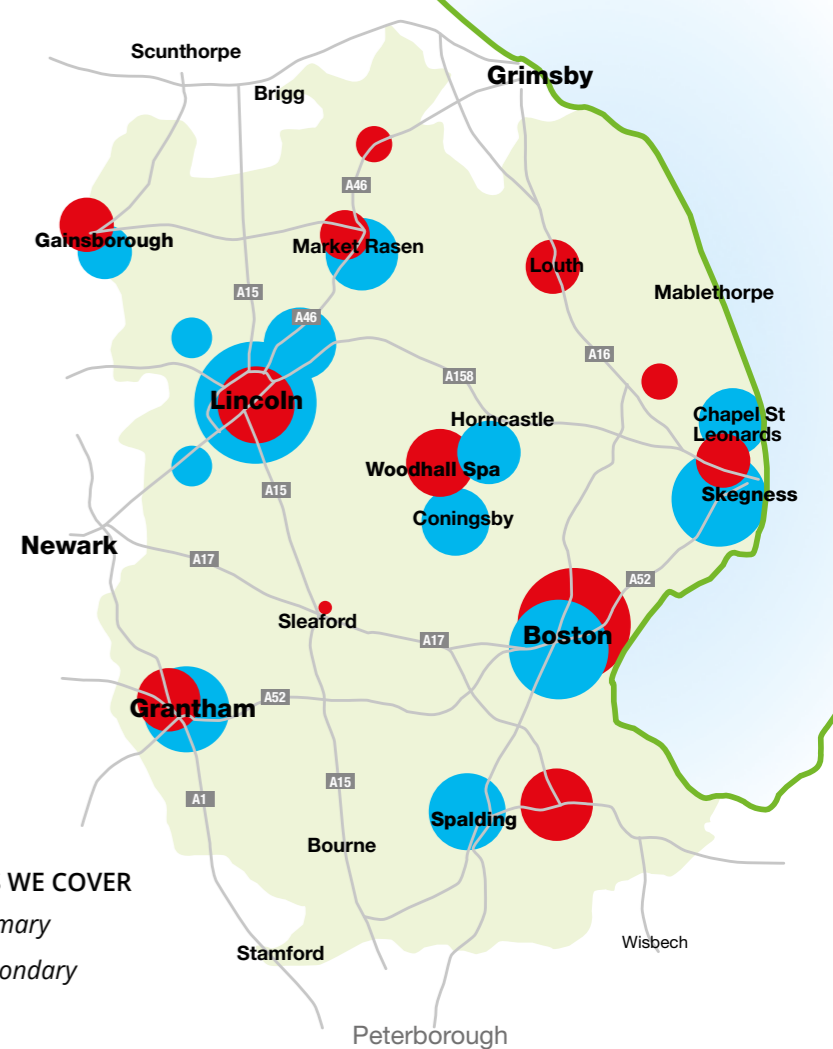 Scunthorpe
Grimsby
Brigg
A46
Gainsborough
Market Rasen
Louth
Mablethorpe
A15
A46
A16
A158
Lincoln
Horncastle
Chapel St
Leonards
Woodhall Spa
Skegness
A15
Coningsby
Newark
A17
A52
Sleaford
A17
Boston
A52
Grantham
A15
A1
Spalding
Bourne
WE COVER
mary
ondary
Wisbech
Stamford
Peterborough